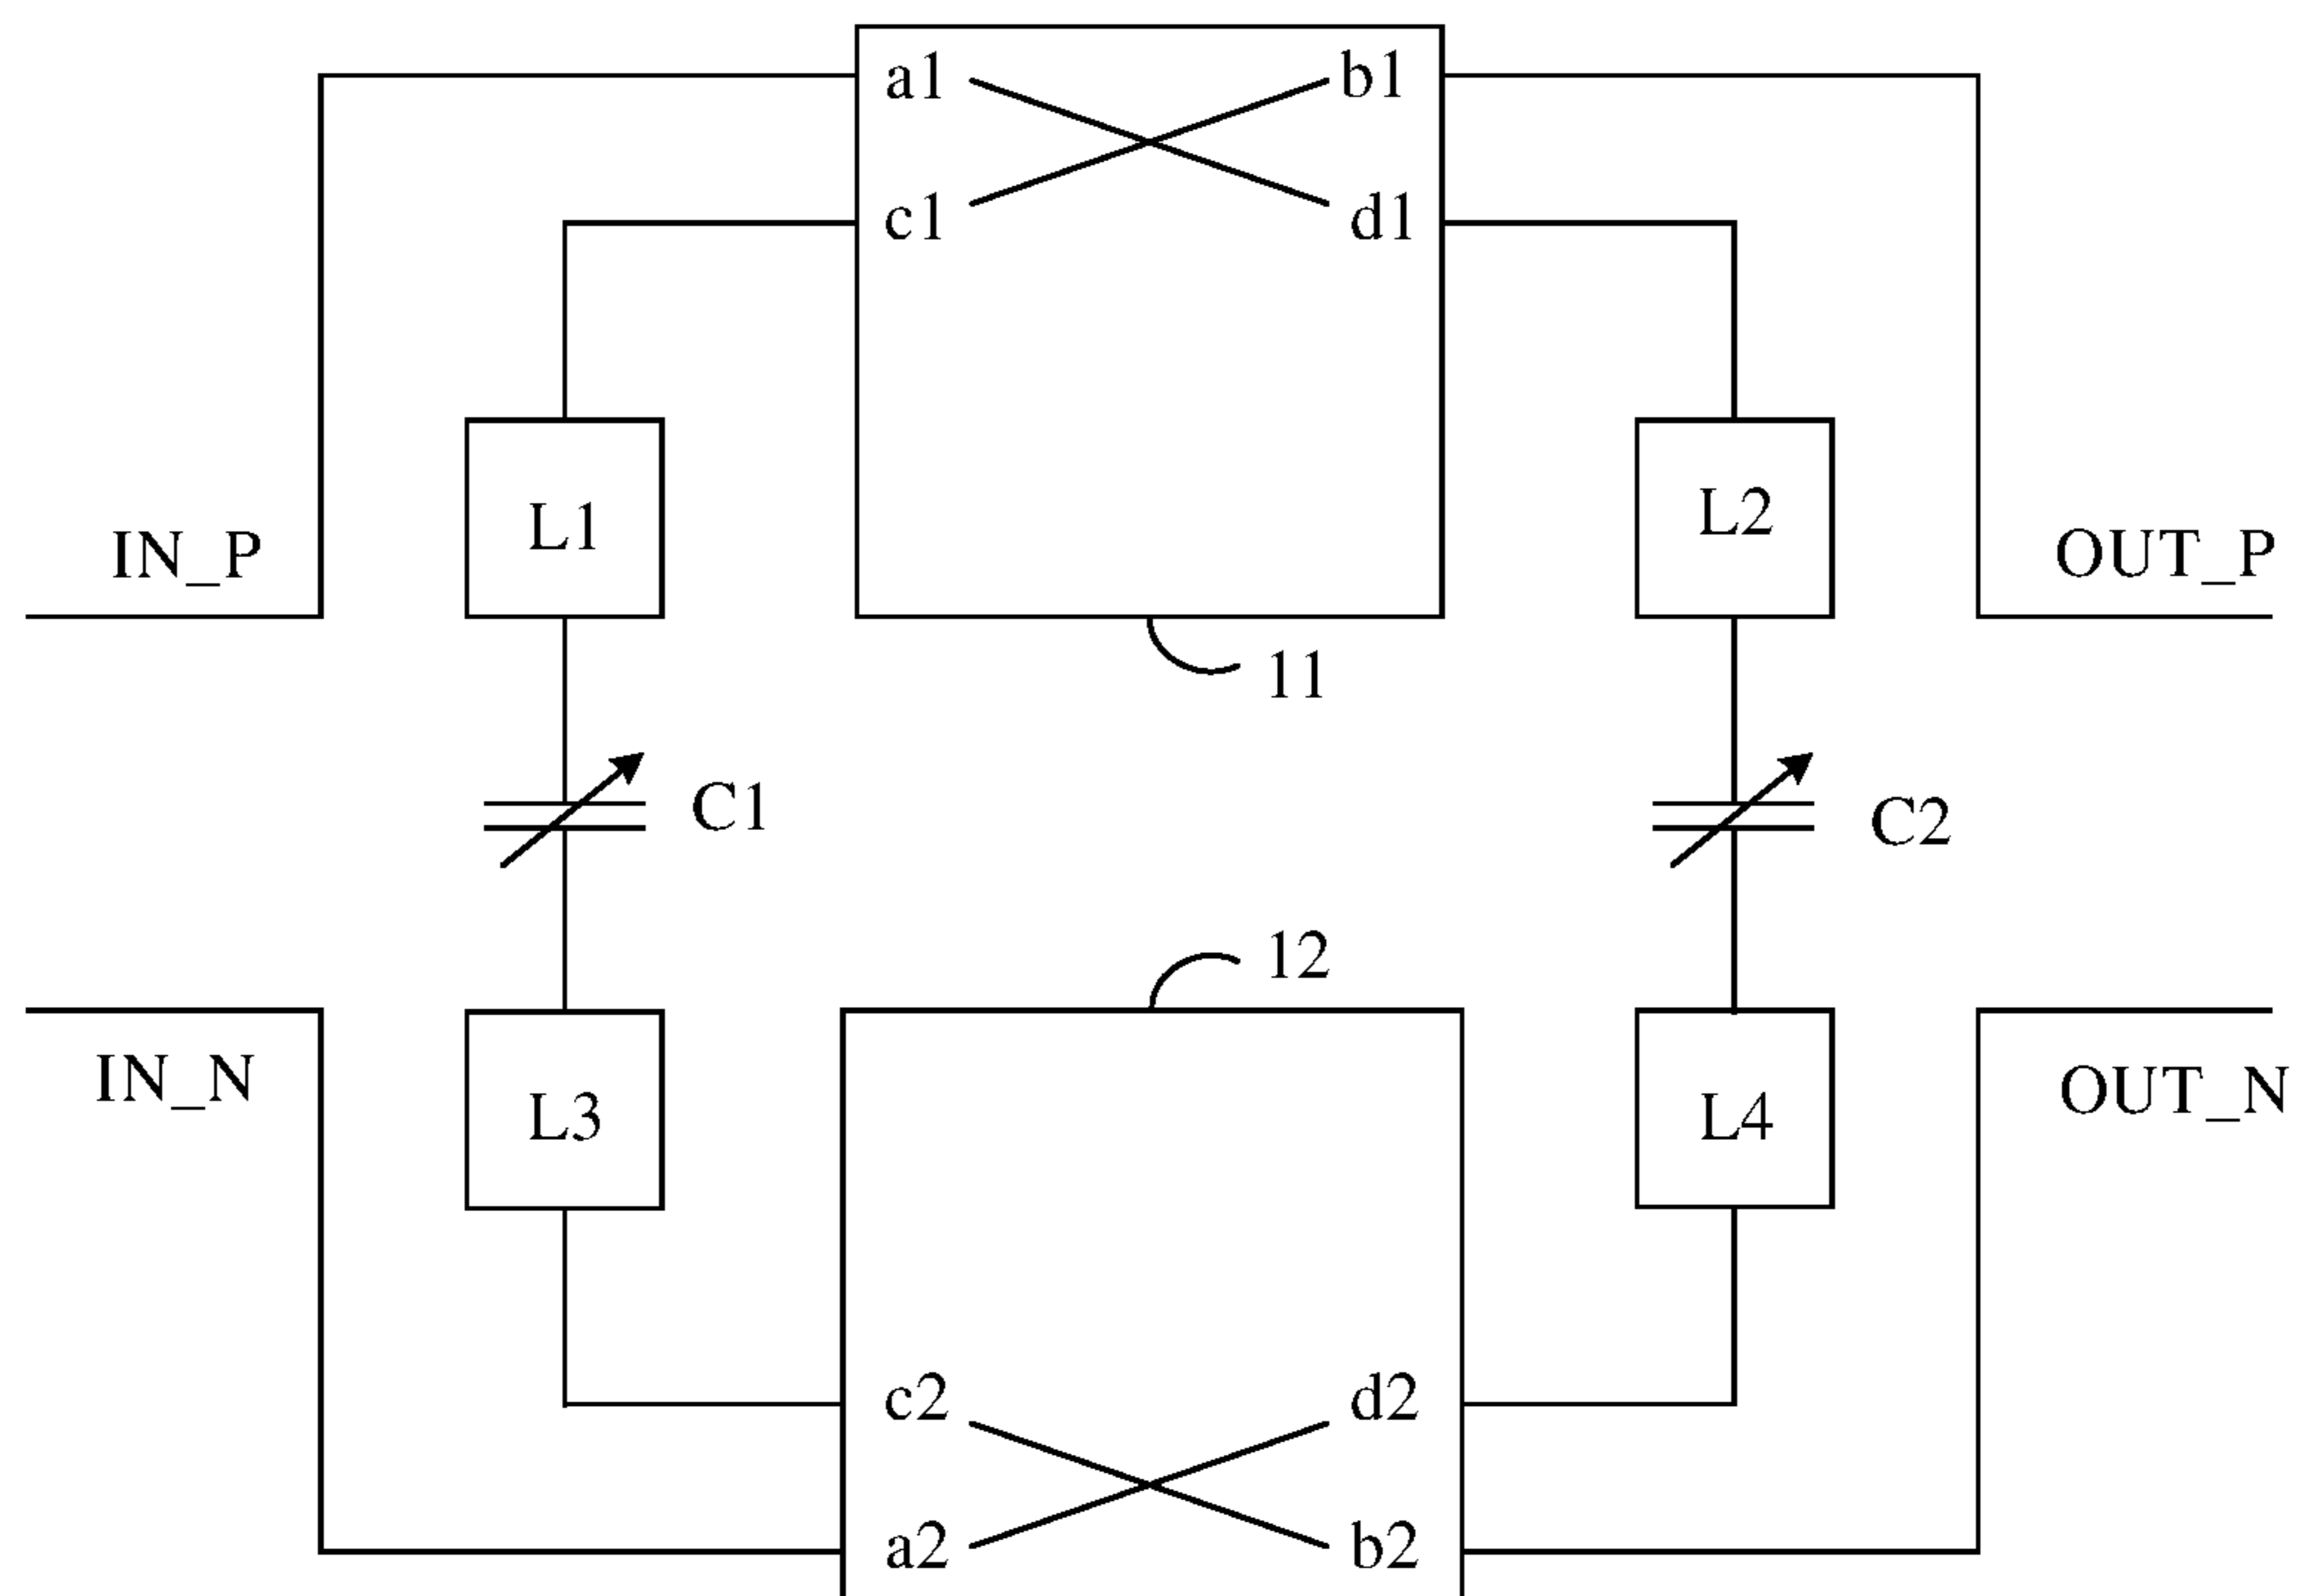 a1 b1
c1 d1
L1 L2
IN_P OUT_P
11
C1 C2
12
IN_N OUT_N
L3 L4
c2 d2
a2 b2